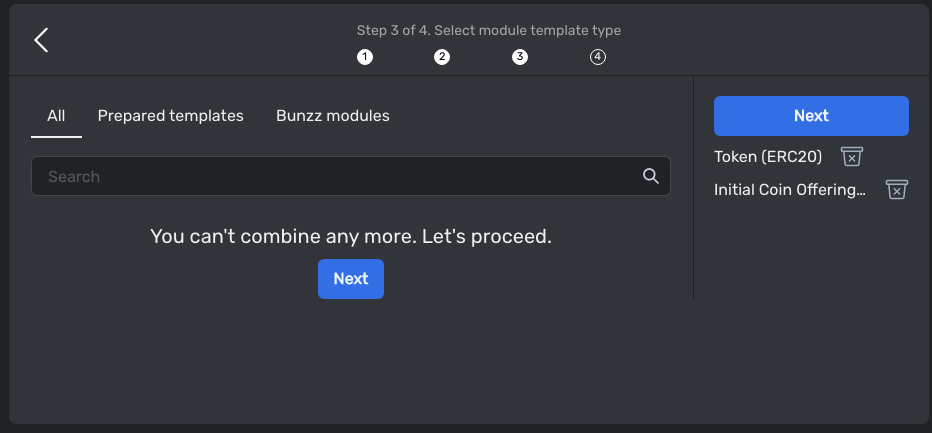 Step 3 of 4. Select module template type
1 2 3 4
All Prepared templates Bunzz modules
Search
You can't combine any more. Let's proceed.
Next
Next
Token (ERC20)
Initial Coin Offering...